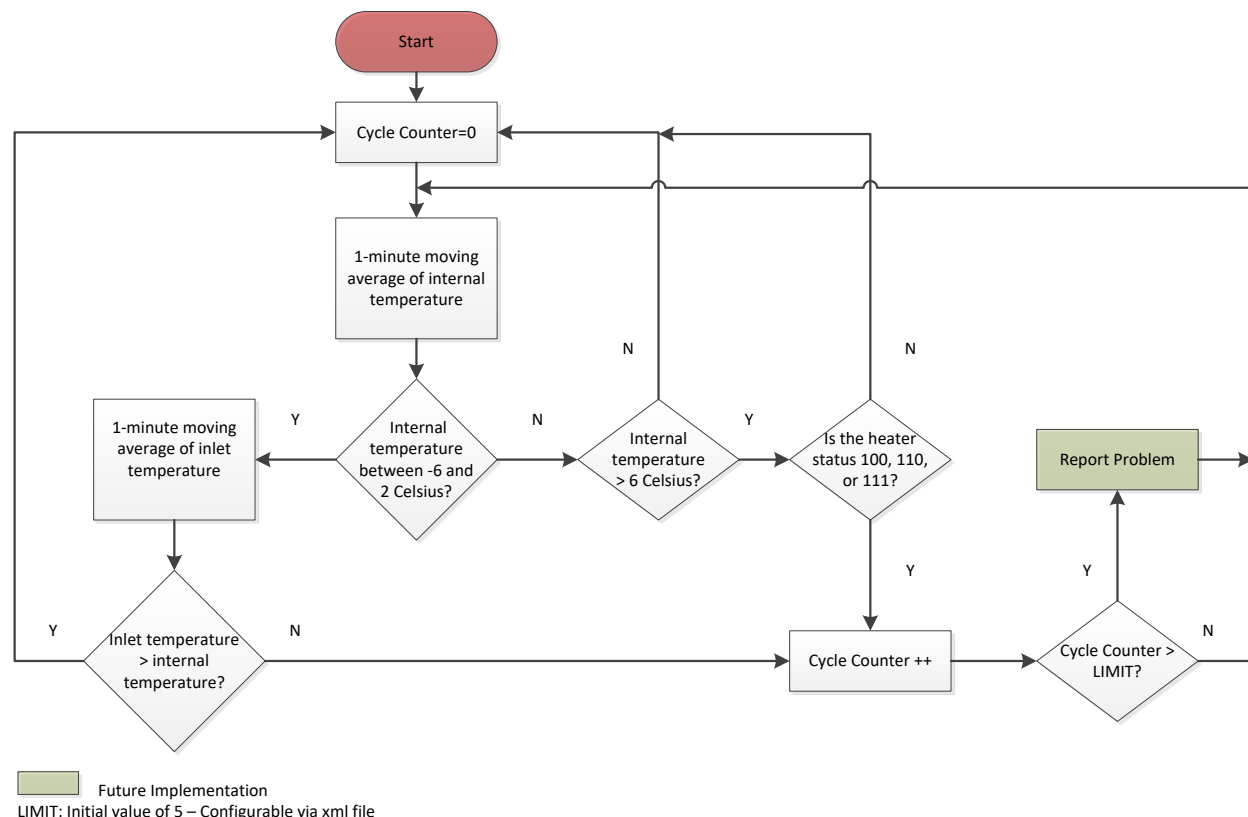 Start
Cycle Counter=0
1-minute moving
average of internal
temperature
N
N
Y
N
Y
1-minute moving
average of inlet
temperature
Internal
temperature
between -6 and
2 Celsius?
Internal
temperature
> 6 Celsius?
Is the heater
status 100, 110,
or 111?
Report Problem
Y
Y
Y
N
N
Inlet temperature
> internal
temperature?
Cycle Counter ++
Cycle Counter >
LIMIT?
Future Implementation
LIMIT: Initial value of 5 – Configurable via xml file